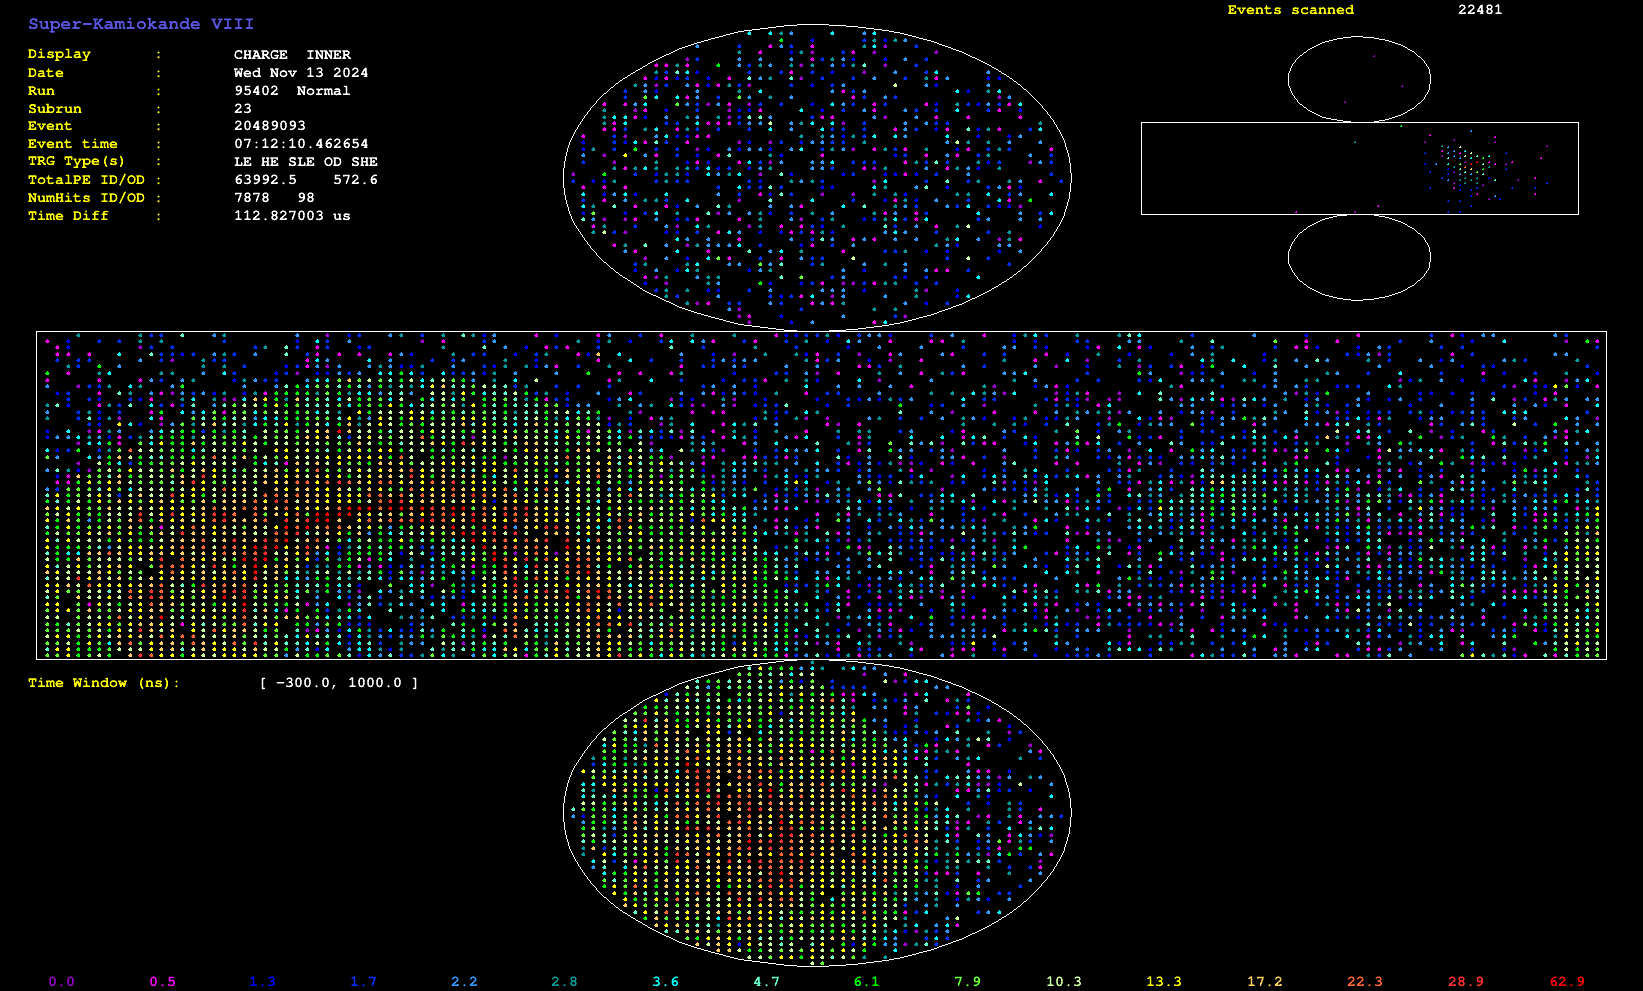 Super-Kamiokande VIII
Events scanned 22481
Display : CHARGE INNER
Date : Wed Nov 13 2024
Run : 95402 Normal
Subrun : 23
Event : 20489093
Event time : 07:12:10.462654
TRG Type(s) : LE HE SLE OD SHE
TotalPE ID/OD : 63992.5 572.6
NumHits ID/OD : 7878 98
Time Diff : 112.827003 us
Time Window (ns): [ -300.0, 1000.0 ]
0.0 0.5 1.3 1.7 2.2 2.8 3.6 4.7 6.1 7.9 10.3 13.3 17.2 22.3 28.9 62.9